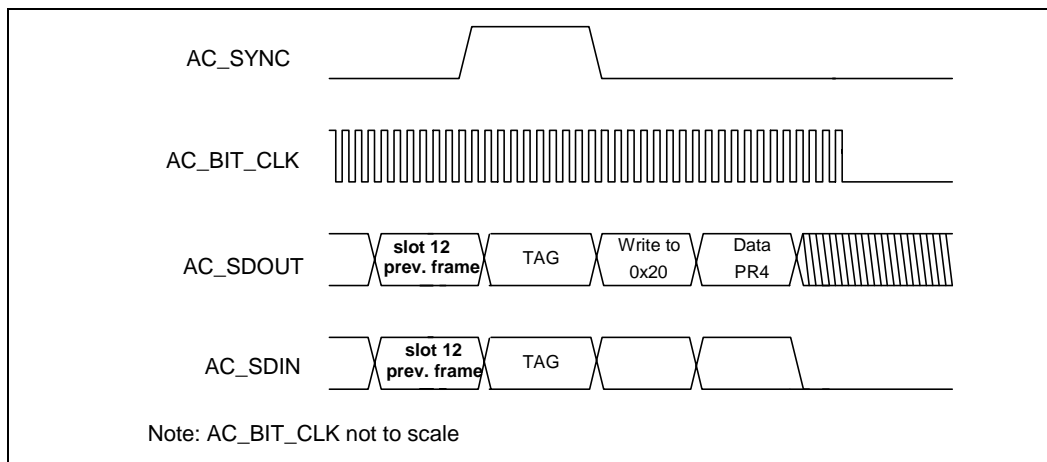 AC_SYNC
AC_BIT_CLK
AC_SDOUT
slot 12
prev. frame
TAG
Write to
0x20
Data
PR4
AC_SDIN
slot 12
prev. frame
TAG
Note: AC_BIT_CLK not to scale